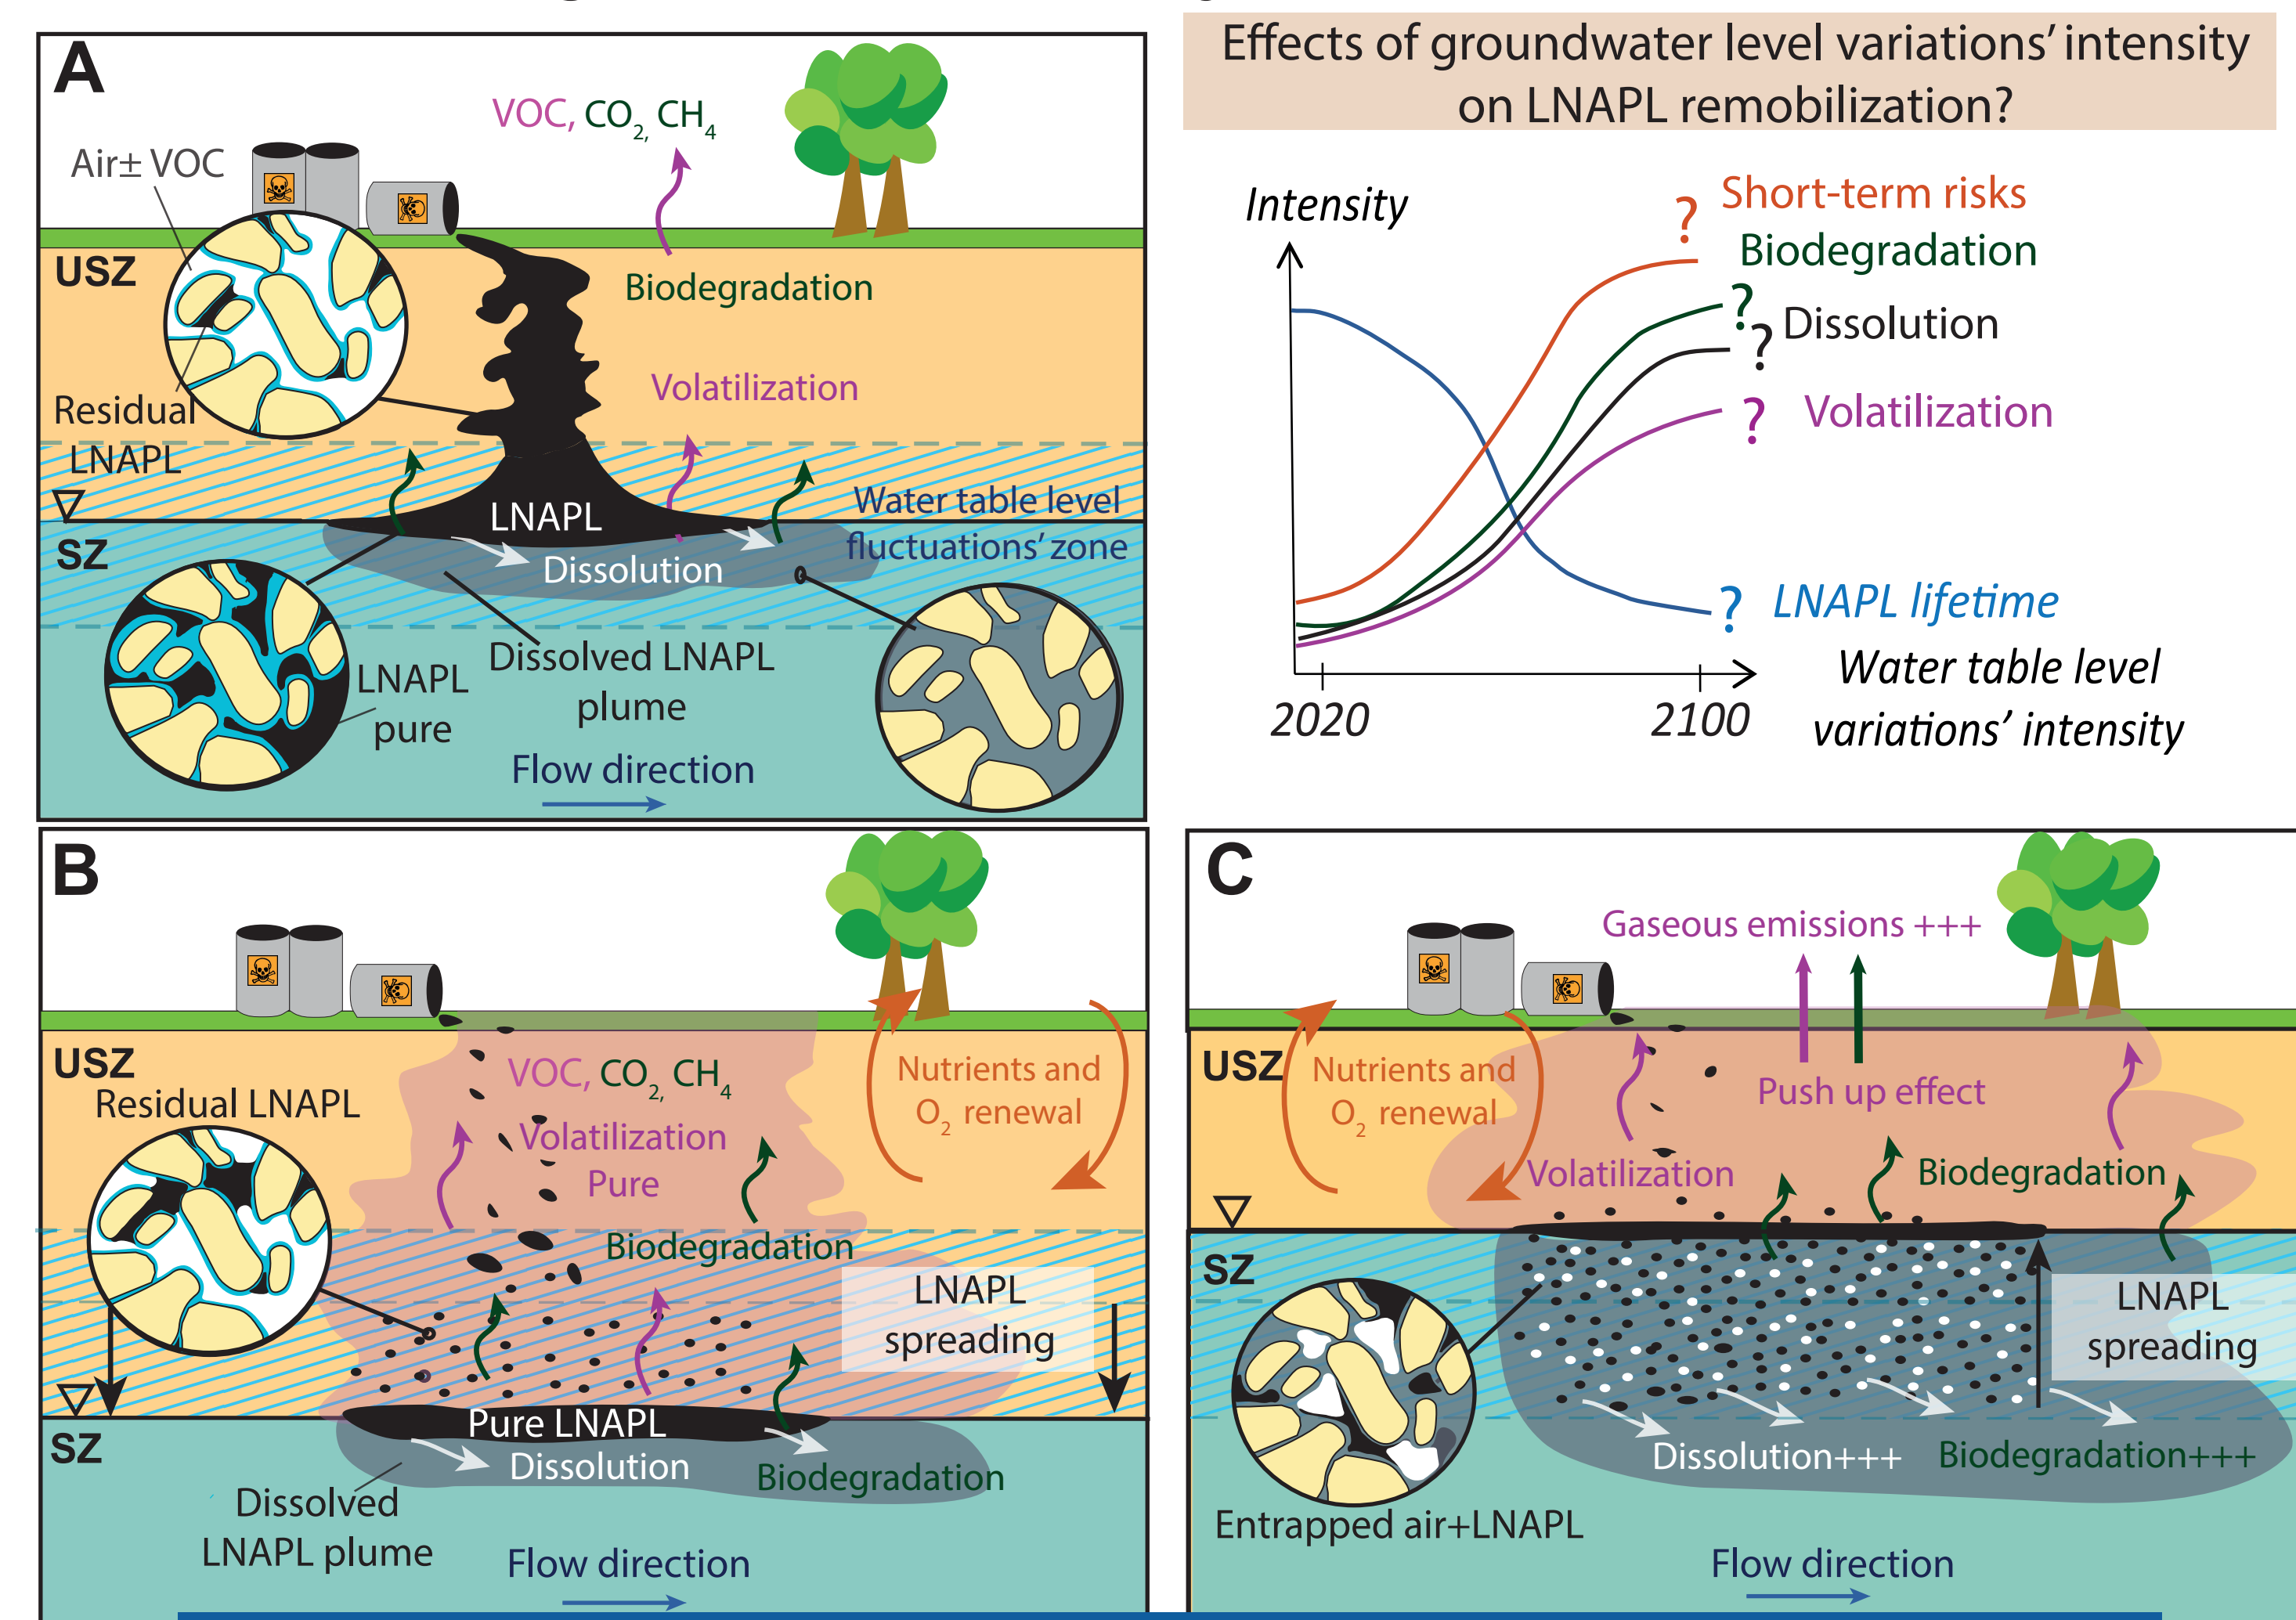 A
VOC, CO2, CH4
Air± VOC
USZ
Biodegradation
Volatilization
Residual
LNAPL
LNAPL
Water table level
fluctuations’ zone
SZ
Dissolution
Dissolved LNAPL
plume
LNAPL
pure
Flow direction
Effects of groundwater level variations’ intensity
on LNAPL remobilization?
Intensity
? Short-term risks
Biodegradation
?
? Dissolution
? Volatilization
? LNAPL lifetime
Water table level
variations’ intensity
2020
2100
B
USZ
Residual LNAPL
VOC, CO2, CH4
Volatilization
Pure
Nutrients and
O2 renewal
Biodegradation
LNAPL
spreading
Pure LNAPL
SZ
Dissolution
Biodegradation
Dissolved
LNAPL plume
Flow direction
C
Gaseous emissions +++
USZ
Nutrients and
O2 renewal
Push up effect
Volatilization
Biodegradation
SZ
LNAPL
spreading
Dissolution+++
Biodegradation+++
Entrapped air+LNAPL
Flow direction